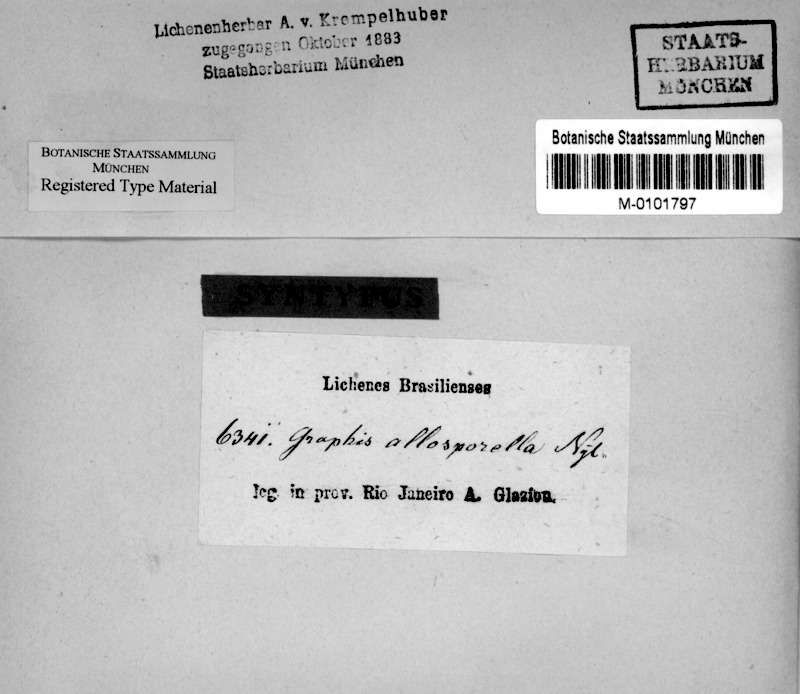 Lichenenherbar A. v. Krempelhuber
zugegangen Oktober 1883
Staatsherbarium München
STAATS-
HERBARIUM
MÜNCHEN
Botanische Staatssammlung München
M-0101797
BOTANISCHE STAATSSAMMLUNG
MÜNCHEN
Registered Type Material
SYNTYPUS
Lichenes Brasilienses
6341. Graphis allosporella Nyl.
leg. in prov. Rio Janeiro A. Glaziou.